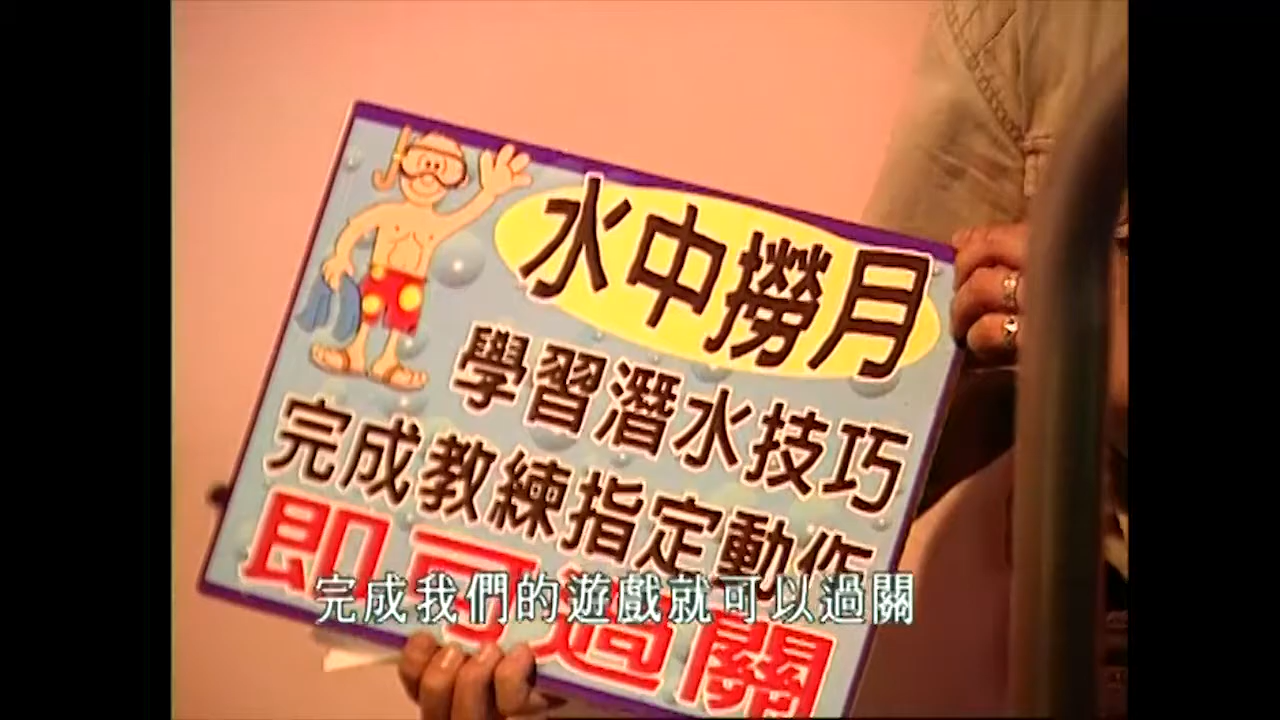 水中撈月
學習潛水技巧
完成教練指定動作
即可過關
完成我們的遊戲就可以過關